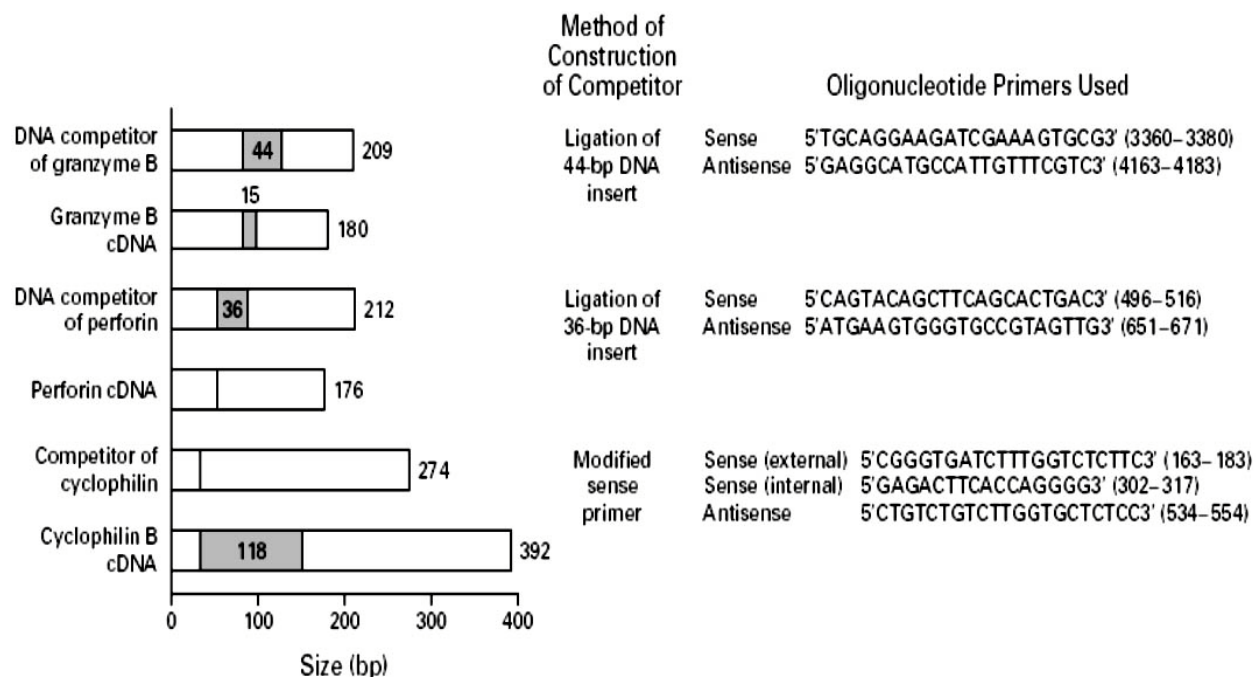 Method of
Construction
of Competitor
Oligonucleotide Primers Used
DNA competitor
of granzyme B
44
209
Ligation of
44-bp DNA
insert
Sense 5'TGCAGGAAGATCGAAAGTGCG3' (3360–3380)
Antisense 5'GAGGCATGCCATTGTTTCGTC3' (4163–4183)
Granzyme B
cDNA
15
180
DNA competitor
of perforin
36
212
Ligation of
36-bp DNA
insert
Sense 5'CAGTACAGCTTCAGCACTGAC3' (496–516)
Antisense 5'ATGAAGTGGGTGCCGTAGTTG3' (651–671)
Perforin cDNA
176
Competitor of
cyclophilin
274
Modified
sense
primer
Sense (external) 5'CGGGTGATCTTTGGTCTCTTC3' (163–183)
Sense (internal) 5'GAGACTTCACCAGGGG3' (302–317)
Antisense 5'CTGTCTGTCTTGGTGCTCTCC3' (534–554)
Cyclophilin B
cDNA
118
392
0 100 200 300 400
Size (bp)